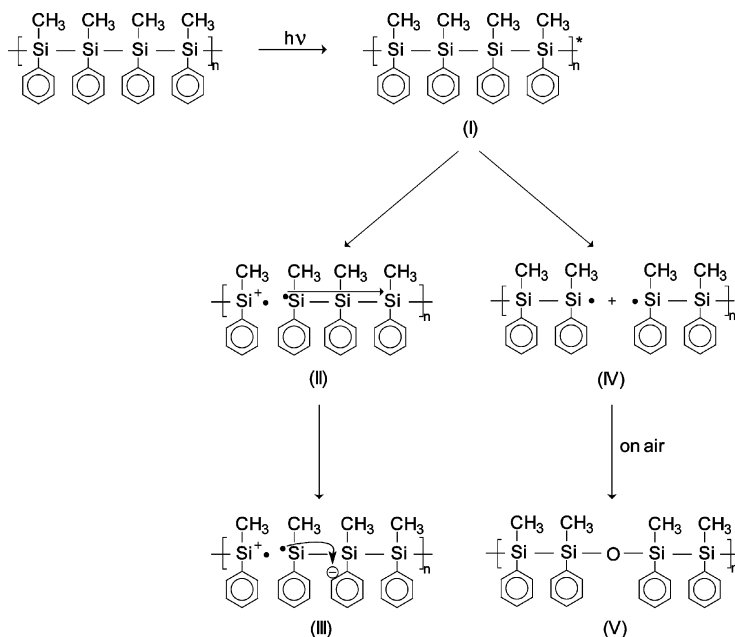 CH3 CH3 CH3 CH3 CH3 CH3 CH3 CH3
[ Si — Si — Si — Si ]n hν [ Si — Si — Si — Si ]n *
(I)
CH3 CH3 CH3 CH3 CH3 CH3 CH3 CH3
[ Si+• •Si — Si — Si ]n [ Si — Si• + •Si — Si ]n
(II) (IV)
on air
CH3 CH3 CH3 CH3 CH3 CH3 CH3 CH3
[ Si+• •Si — Si — Si ]n [ Si — Si — O — Si — Si ]n
⊖
(III) (V)